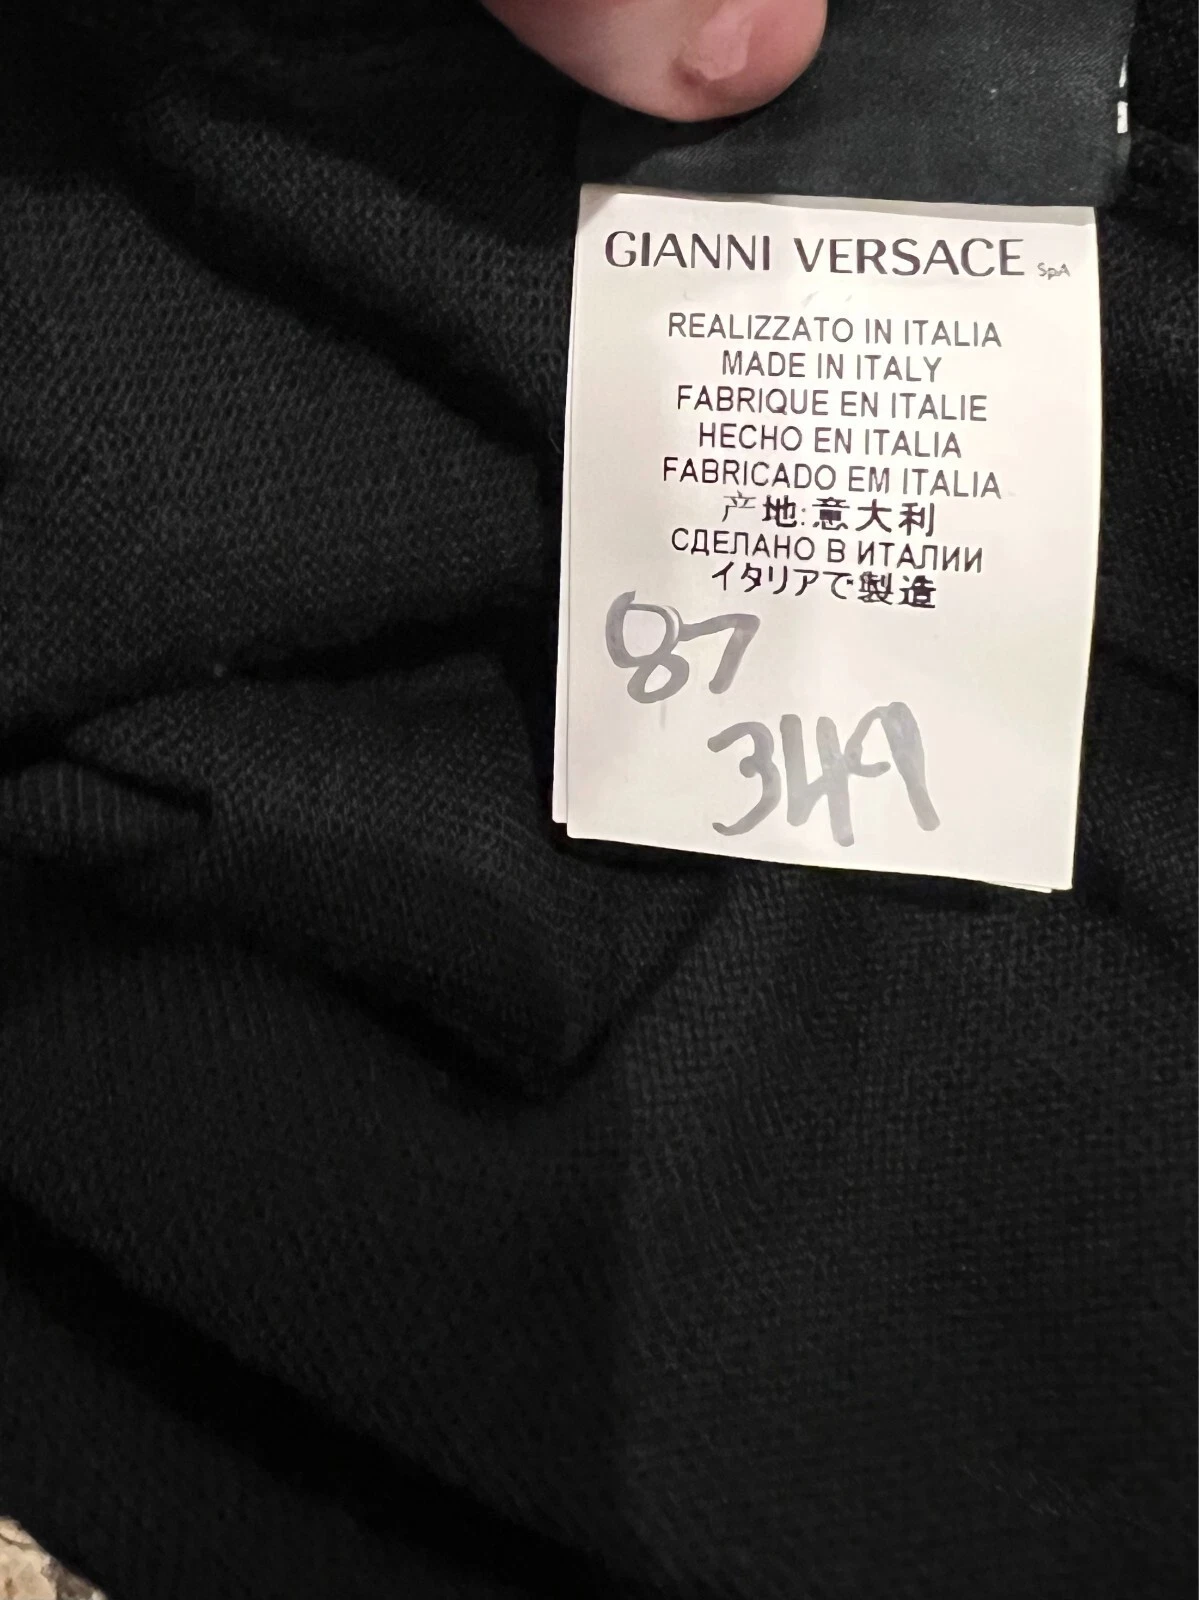 GIANNI VERSACE SpA
REALIZZATO IN ITALIA
MADE IN ITALY
FABRIQUE EN ITALIE
HECHO EN ITALIA
FABRICADO EM ITALIA
产地:意大利
СДЕЛАНО В ИТАЛИИ
イタリアで製造
87
349